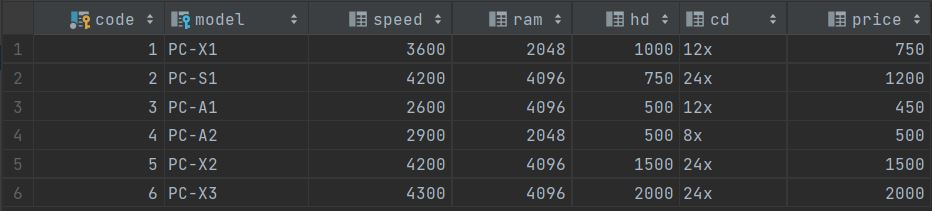 code model speed ram hd cd price
1 1 PC-X1 3600 2048 1000 12x 750
2 2 PC-S1 4200 4096 750 24x 1200
3 3 PC-A1 2600 4096 500 12x 450
4 4 PC-A2 2900 2048 500 8x 500
5 5 PC-X2 4200 4096 1500 24x 1500
6 6 PC-X3 4300 4096 2000 24x 2000